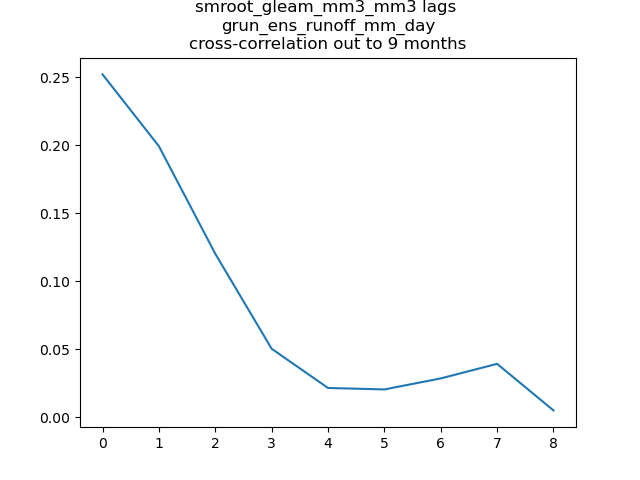 smroot_gleam_mm3_mm3 lags
grun_ens_runoff_mm_day
cross-correlation out to 9 months
0.25
0.20
0.15
0.10
0.05
0.00
0 1 2 3 4 5 6 7 8